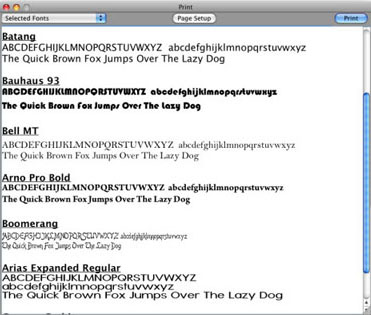 Print
Selected Fonts Page Setup Print
Batang
ABCDEFGHIJKLMNOPQRSTUVWXYZ abcdefghijklmnopqrstuvwxyz
The Quick Brown Fox Jumps Over The Lazy Dog
Bauhaus 93
ABCDEFGHIJKLMNOPQRSTUVWXYZ abcdefghijklmnopqrstuvwxyz
The Quick Brown Fox Jumps Over The Lazy Dog
Bell MT
ABCDEFGHIJKLMNOPQRSTUVWXYZ abcdefghijklmnopqrstuvwxyz
The Quick Brown Fox Jumps Over The Lazy Dog
Arno Pro Bold
ABCDEFGHIJKLMNOPQRSTUVWXYZ abcdefghijklmnopqrstuvwxyz
The Quick Brown Fox Jumps Over The Lazy Dog
Boomerang
ABCDEFGHIJKLMNOPQRSTUVWXYZ abcdefghijklmnopqrstuvwxyz
The Quick Brown Fox Jumps Over The Lazy Dog
Arias Expanded Regular
ABCDEFGHIJKLMNOPQRSTUVWXYZ
abcdefghijklmnopqrstuvwxyz
The Quick Brown Fox Jumps Over The Lazy Dog